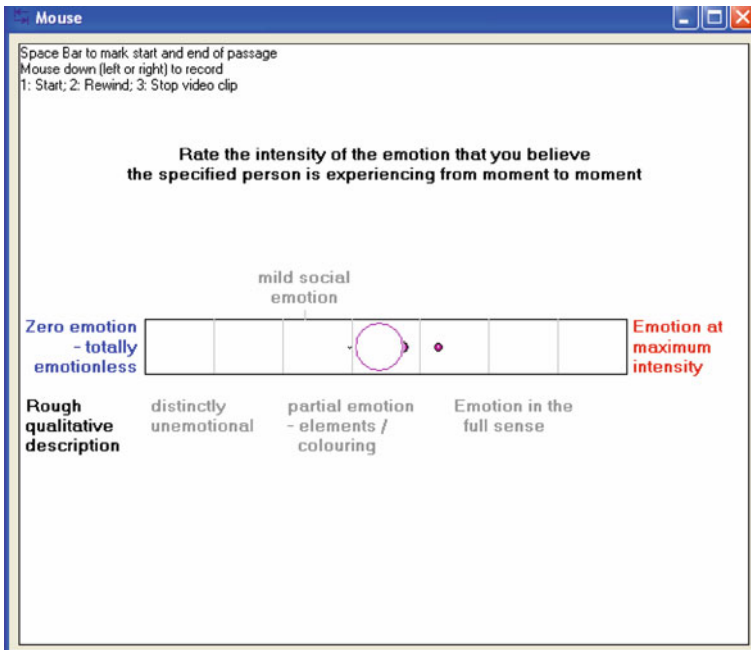 Mouse
Space Bar to mark start and end of passage
Mouse down (left or right) to record
1: Start; 2: Rewind; 3: Stop video clip
Rate the intensity of the emotion that you believe
the specified person is experiencing from moment to moment
mild social
emotion
Zero emotion
- totally
emotionless
Emotion at
maximum
intensity
Rough
qualitative
description
distinctly
unemotional
partial emotion
- elements /
colouring
Emotion in the
full sense